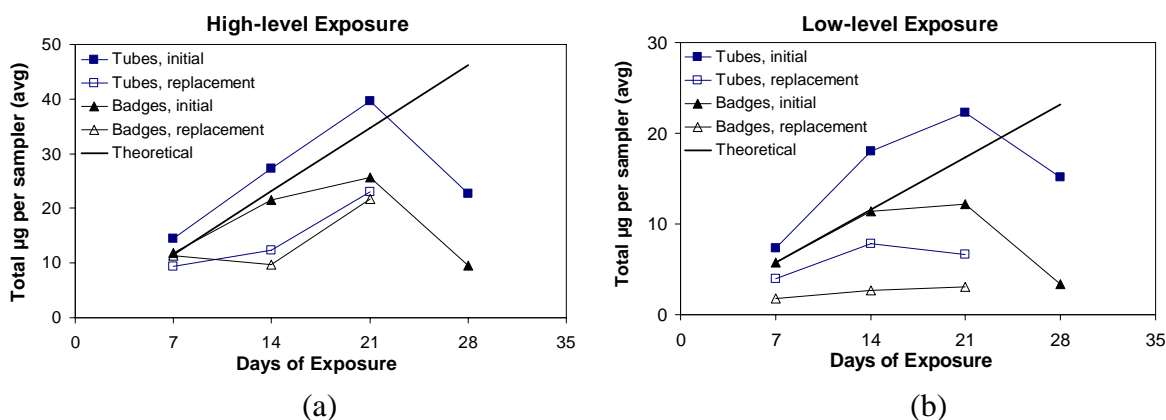 High-level Exposure
Total µg per sampler (avg)
50
40
30
20
10
0
Tubes, initial
Tubes, replacement
Badges, initial
Badges, replacement
Theoretical
0 7 14 21 28 35
Days of Exposure
(a)
Low-level Exposure
Total µg per sampler (avg)
30
20
10
0
Tubes, initial
Tubes, replacement
Badges, initial
Badges, replacement
Theoretical
0 7 14 21 28 35
Days of Exposure
(b)